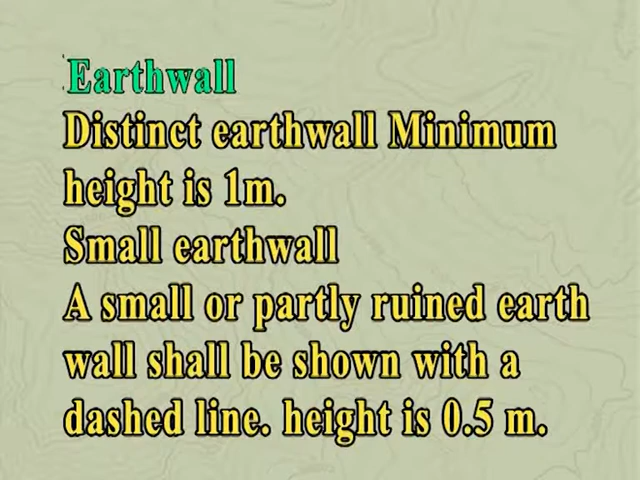 Earthwall
Distinct earthwall Minimum
height is 1m.
Small earthwall
A small or partly ruined earth
wall shall be shown with a
dashed line. height is 0.5 m.